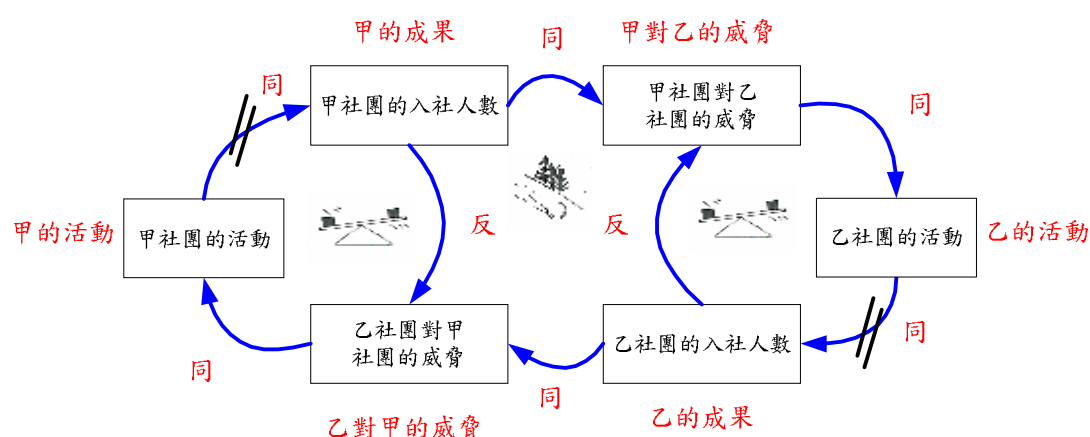 甲的成果
同
甲對乙的威脅
同
甲社團的入社人數
甲社團對乙
社團的威脅
同
甲的活動
甲社團的活動
反
反
乙社團的活動
乙的活動
乙社團對甲
社團的威脅
乙社團的入社人數
同
同
同
乙對甲的威脅
乙的成果